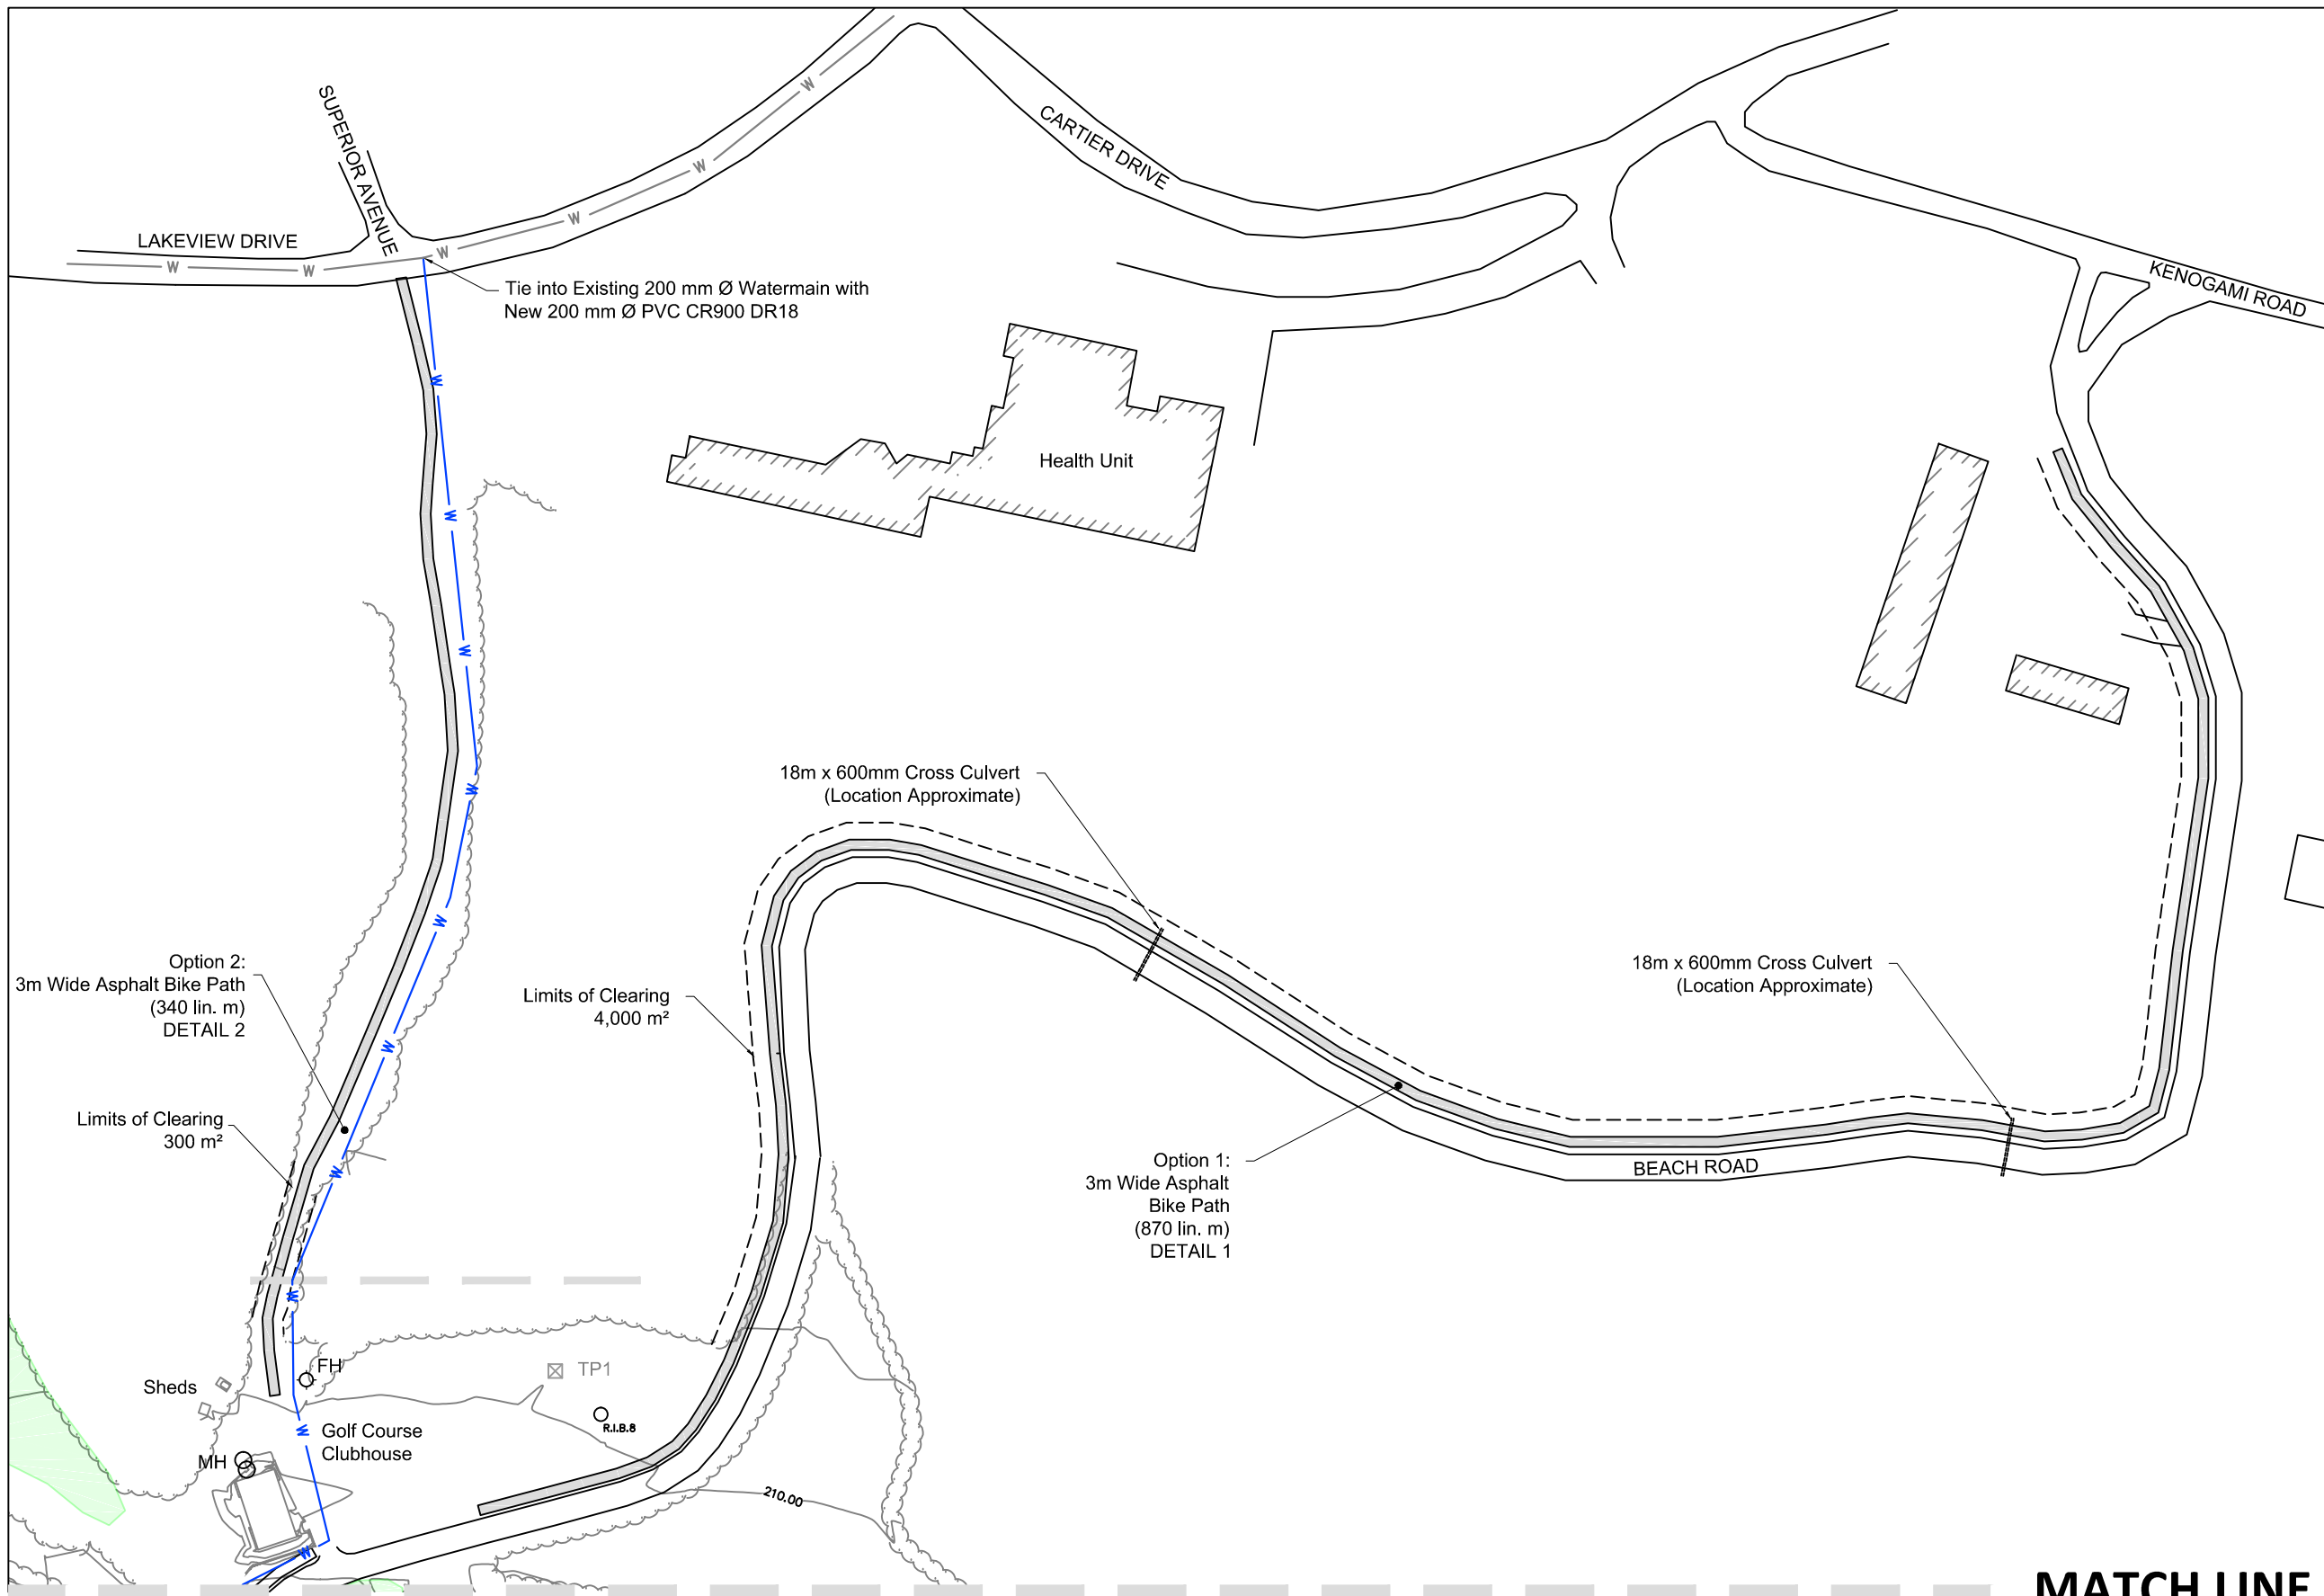 SUPERIOR AVENUE
LAKEVIEW DRIVE
W
W
W
W
W
W
CARTIER DRIVE
KENOGAMI ROAD
Tie into Existing 200 mm Ø Watermain with
New 200 mm Ø PVC CR900 DR18
W
W
W
W
W
W
W
W
W
W
Health Unit
18m x 600mm Cross Culvert
(Location Approximate)
18m x 600mm Cross Culvert
(Location Approximate)
Option 2:
3m Wide Asphalt Bike Path
(340 lin. m)
DETAIL 2
Limits of Clearing
4,000 m²
Limits of Clearing
300 m²
Option 1:
3m Wide Asphalt
Bike Path
(870 lin. m)
DETAIL 1
BEACH ROAD
FH
TP1
Sheds
R.I.B.8
Golf Course
Clubhouse
MH
210.00
MATCH LINE